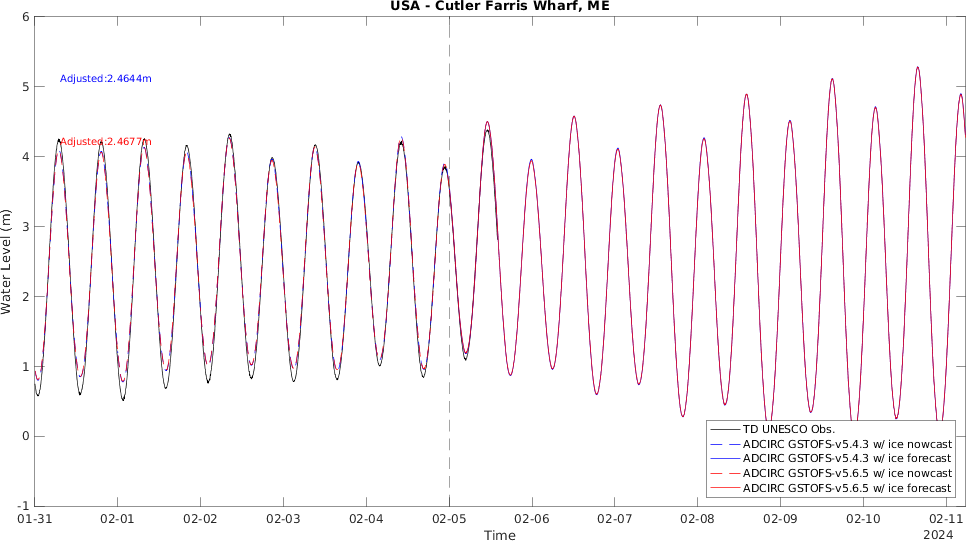 USA - Cutler Farris Wharf, ME
6
5
4
3
2
1
0
-1
Water Level (m)
Adjusted:2.4644m
Adjusted:2.4677m
TD UNESCO Obs.
ADCIRC GSTOFS-v5.4.3 w/ ice nowcast
ADCIRC GSTOFS-v5.4.3 w/ ice forecast
ADCIRC GSTOFS-v5.6.5 w/ ice nowcast
ADCIRC GSTOFS-v5.6.5 w/ ice forecast
01-31 02-01 02-02 02-03 02-04 02-05 02-06 02-07 02-08 02-09 02-10 02-11
Time
2024